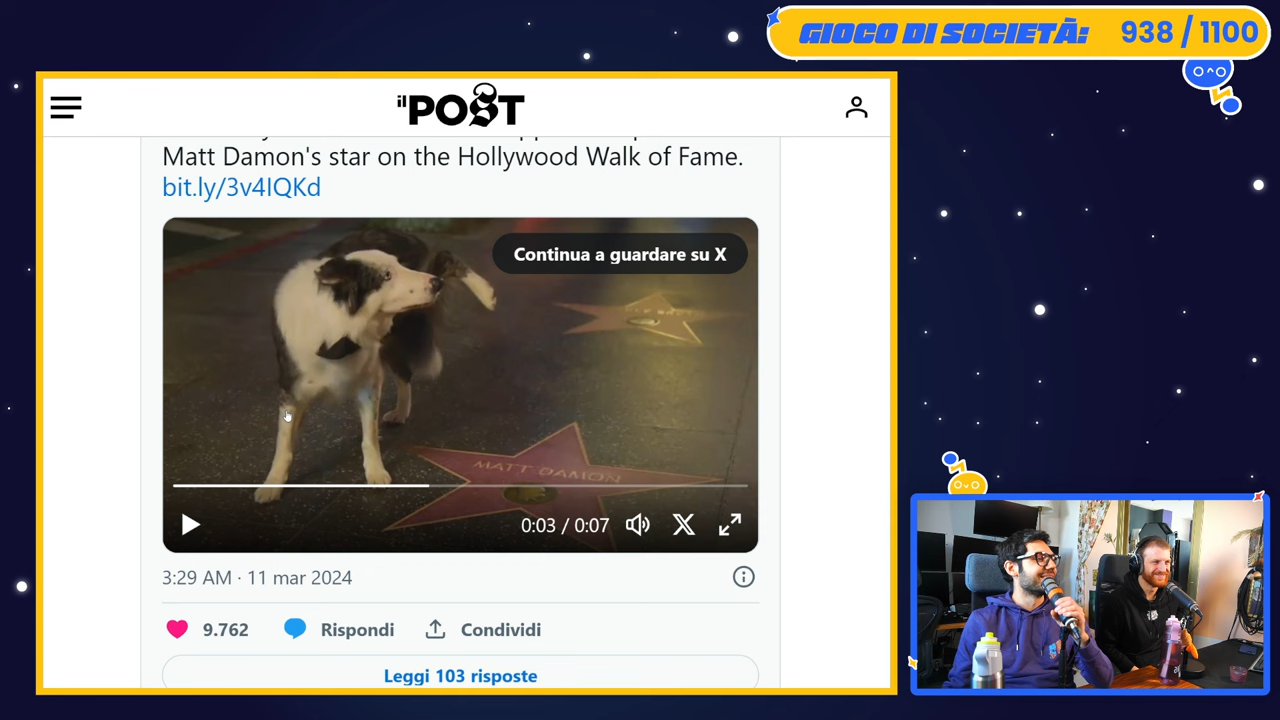 GIOCO DI SOCIETÀ: 938 / 1100
il POST
Matt Damon's star on the Hollywood Walk of Fame.
bit.ly/3v4IQKd
Continua a guardare su X
MATT DAMON
0:03 / 0:07
3:29 AM · 11 mar 2024
9.762 Rispondi Condividi
Leggi 103 risposte